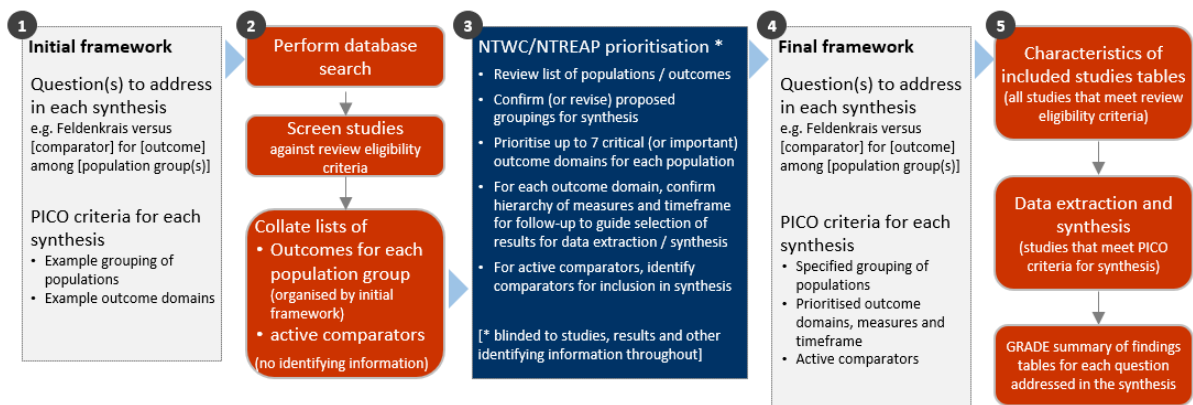 1
Initial framework
Question(s) to address
in each synthesis
e.g. Feldenkrais versus
[comparator] for [outcome]
among [population group(s)]
PICO criteria for each
synthesis
• Example grouping of
populations
• Example outcome domains
2
Perform database
search
Screen studies
against review eligibility
criteria
Collate lists of
• Outcomes for each
population group
(organised by initial
framework)
• active comparators
(no identifying information)
3
NTWC/NTREAP prioritisation *
• Review list of populations / outcomes
• Confirm (or revise) proposed
groupings for synthesis
• Prioritise up to 7 critical (or important)
outcome domains for each population
• For each outcome domain, confirm
hierarchy of measures and timeframe
for follow-up to guide selection of
results for data extraction / synthesis
• For active comparators, identify
comparators for inclusion in synthesis
[* blinded to studies, results and other
identifying information throughout]
4
Final framework
Question(s) to address
in each synthesis
e.g. Feldenkrais versus
[comparator] for [outcome]
among [population group(s)]
PICO criteria for each
synthesis
• Specified grouping of
populations
• Prioritised outcome
domains, measures and
timeframe
• Active comparators
5
Characteristics of
included studies tables
(all studies that meet review
eligibility criteria)
Data extraction and
synthesis
(studies that meet PICO
criteria for synthesis)
GRADE summary of findings
tables for each question
addressed in the synthesis